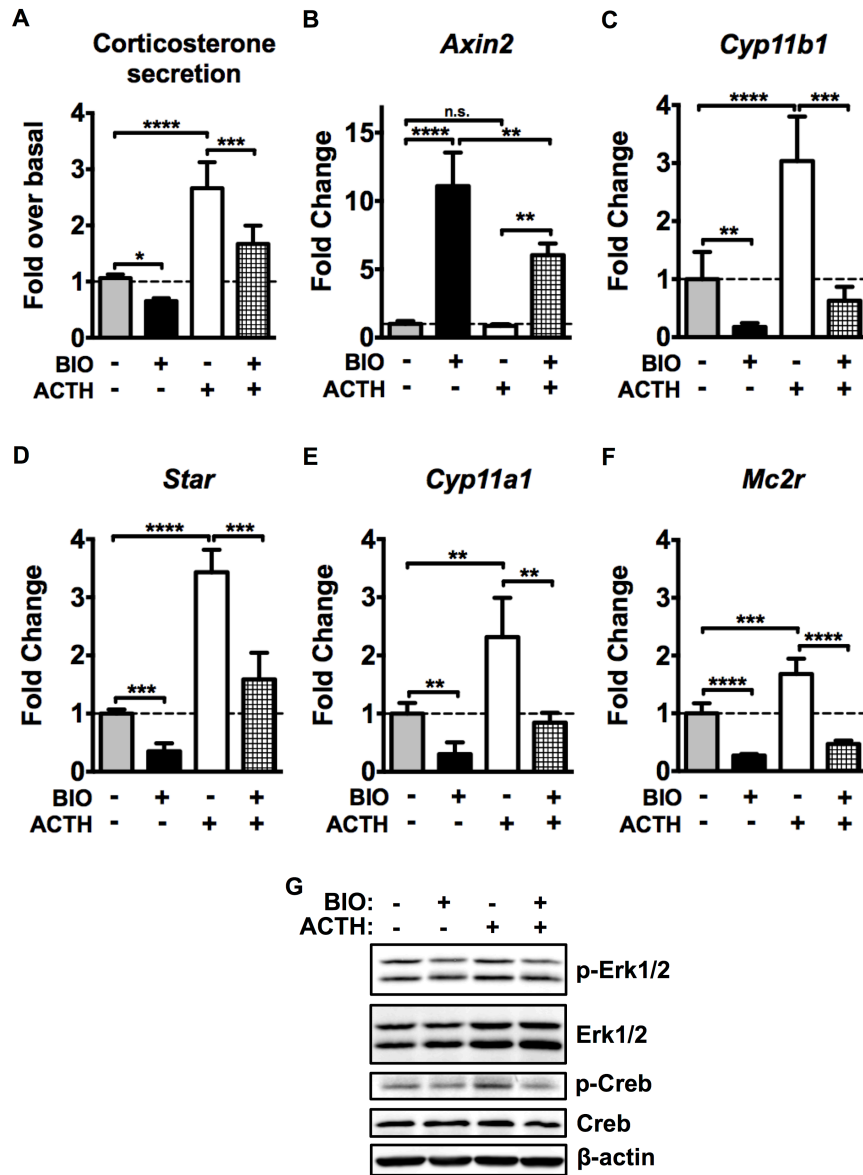 A
Corticosterone
secretion
Fold over basal
4
3
2
1
0
****
***
*
BIO - + - +
ACTH - - + +
B
Axin2
Fold Change
15
10
5
0
n.s.
****
**
**
BIO - + - +
ACTH - - + +
C
Cyp11b1
Fold Change
4
3
2
1
0
****
***
**
BIO - + - +
ACTH - - + +
D
Star
Fold Change
4
3
2
1
0
****
***
***
BIO - + - +
ACTH - - + +
E
Cyp11a1
Fold Change
4
3
2
1
0
**
**
**
BIO - + - +
ACTH - - + +
F
Mc2r
Fold Change
4
3
2
1
0
***
****
****
BIO - + - +
ACTH - - + +
G
BIO: - + - +
ACTH: - - + +
p-Erk1/2
Erk1/2
p-Creb
Creb
β-actin